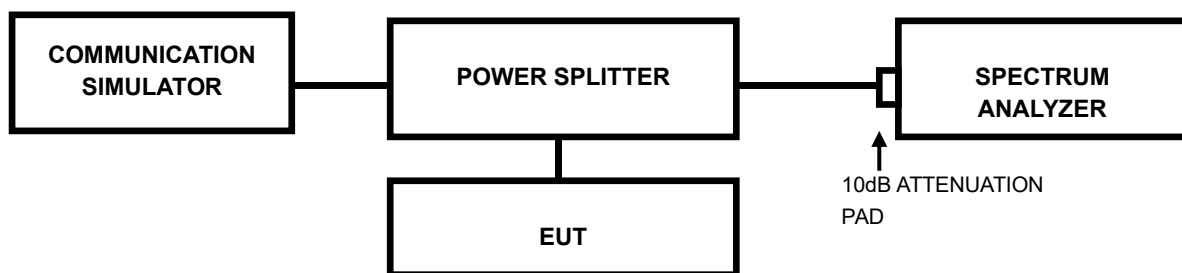 COMMUNICATION
SIMULATOR
POWER SPLITTER
SPECTRUM
ANALYZER
10dB ATTENUATION
PAD
EUT